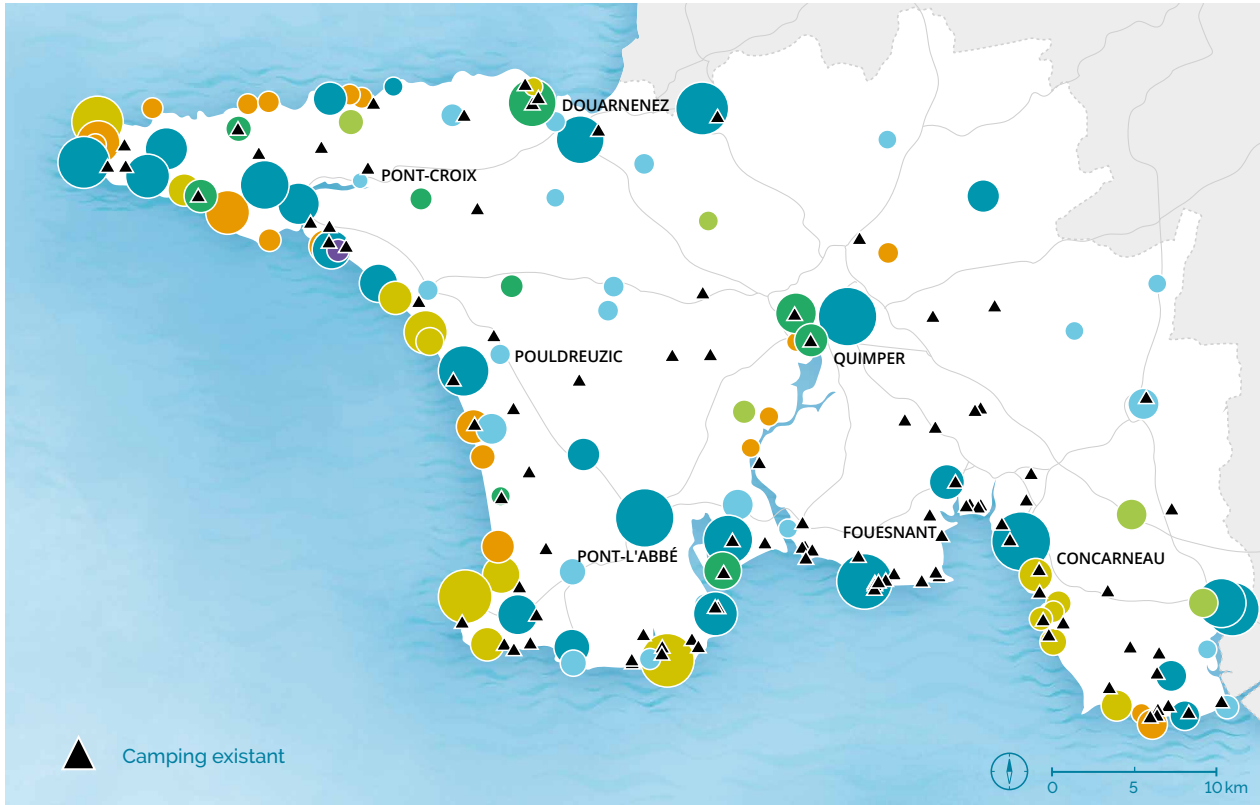 DOUARNENEZ
PONT-CROIX
POULDREUZIC
QUIMPER
PONT-L'ABBÉ
FOUESNANT
CONCARNEAU
Camping existant
0 5 10 km